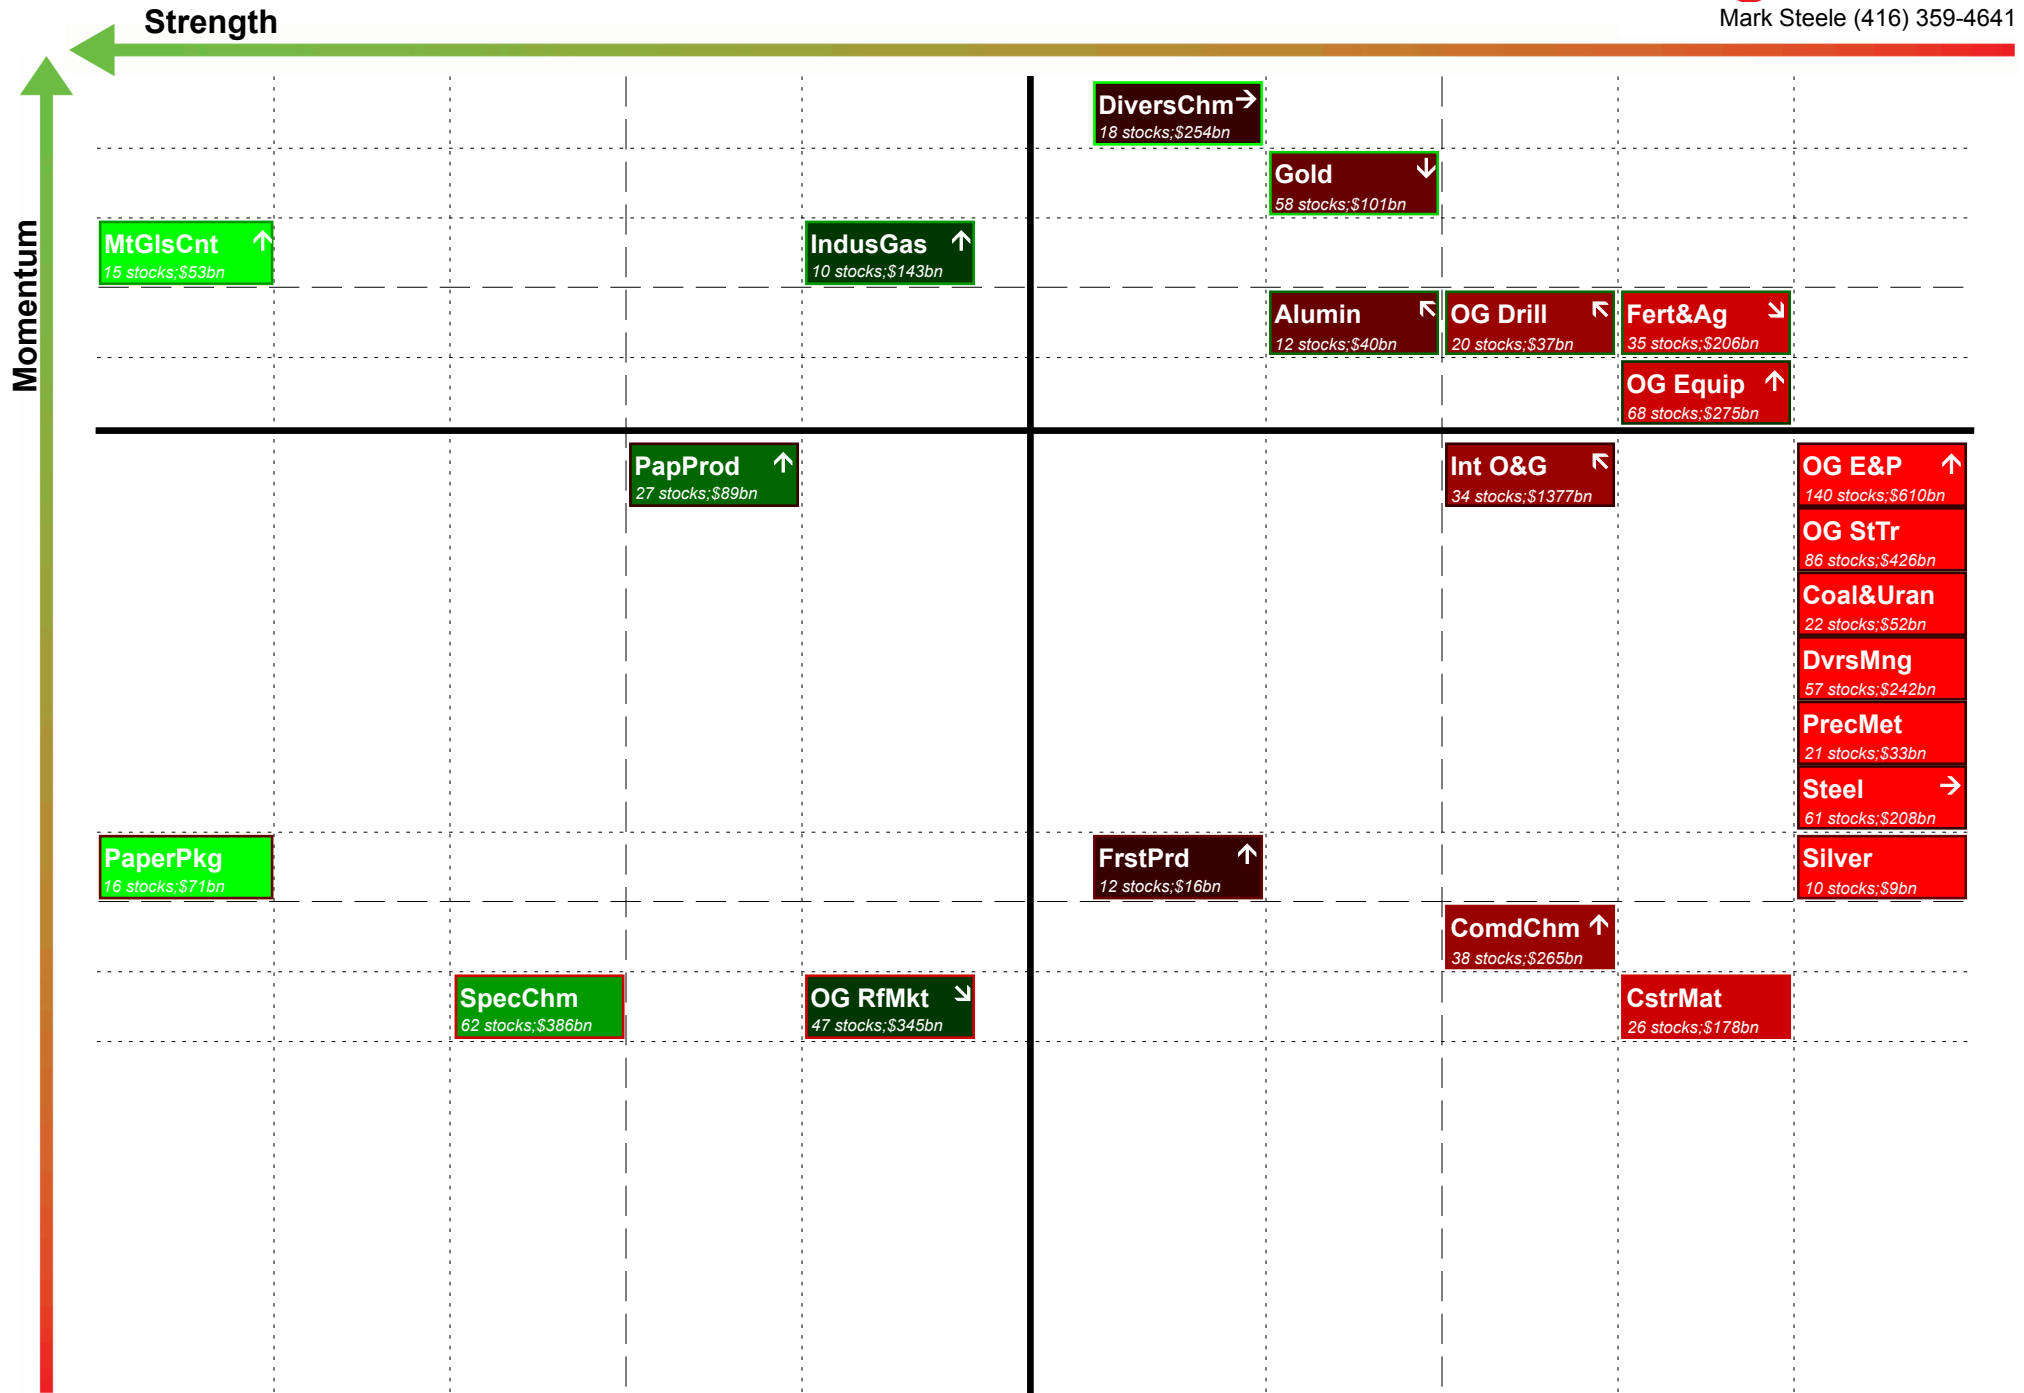 Strength
Mark Steele (416) 359-4641
Momentum
DiversChm
18 stocks;$254bn
Gold
58 stocks;$101bn
MtGlsCnt
15 stocks;$53bn
IndusGas
10 stocks;$143bn
Alumin
12 stocks;$40bn
OG Drill
20 stocks;$37bn
Fert&Ag
35 stocks;$206bn
OG Equip
68 stocks;$275bn
PapProd
27 stocks;$89bn
Int O&G
34 stocks;$1377bn
OG E&P
140 stocks;$610bn
OG StTr
86 stocks;$426bn
Coal&Uran
22 stocks;$52bn
DvrsMng
57 stocks;$242bn
PrecMet
21 stocks;$33bn
Steel
61 stocks;$208bn
PaperPkg
16 stocks;$71bn
FrstPrd
12 stocks;$16bn
Silver
10 stocks;$9bn
ComdChm
38 stocks;$265bn
SpecChm
62 stocks;$386bn
OG RfMkt
47 stocks;$345bn
CstrMat
26 stocks;$178bn